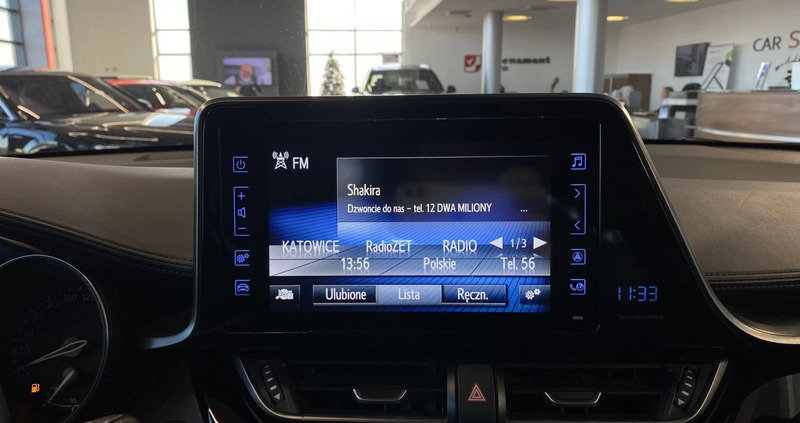 CAR S
rnament
FM
Shakira
Dzwoncie do nas – tel. 12 DWA MILIONY ...
KATOWICE RadioZET RADIO 1/3
13:56 Polskie Tel. 56
Ulubione Lista Ręczn.
11:33